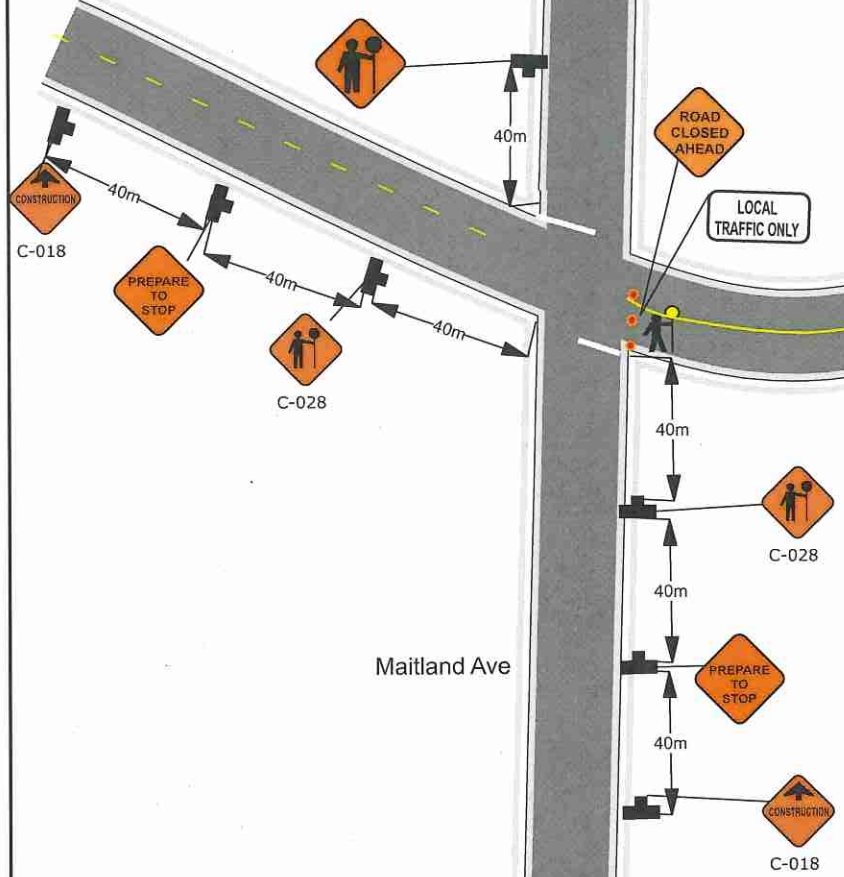 40m
ROAD
CLOSED
AHEAD
LOCAL
TRAFFIC ONLY
CONSTRUCTION
C-018
40m
PREPARE
TO
STOP
40m
C-028
40m
40m
C-028
40m
Maitland Ave
PREPARE
TO
STOP
40m
CONSTRUCTION
C-018